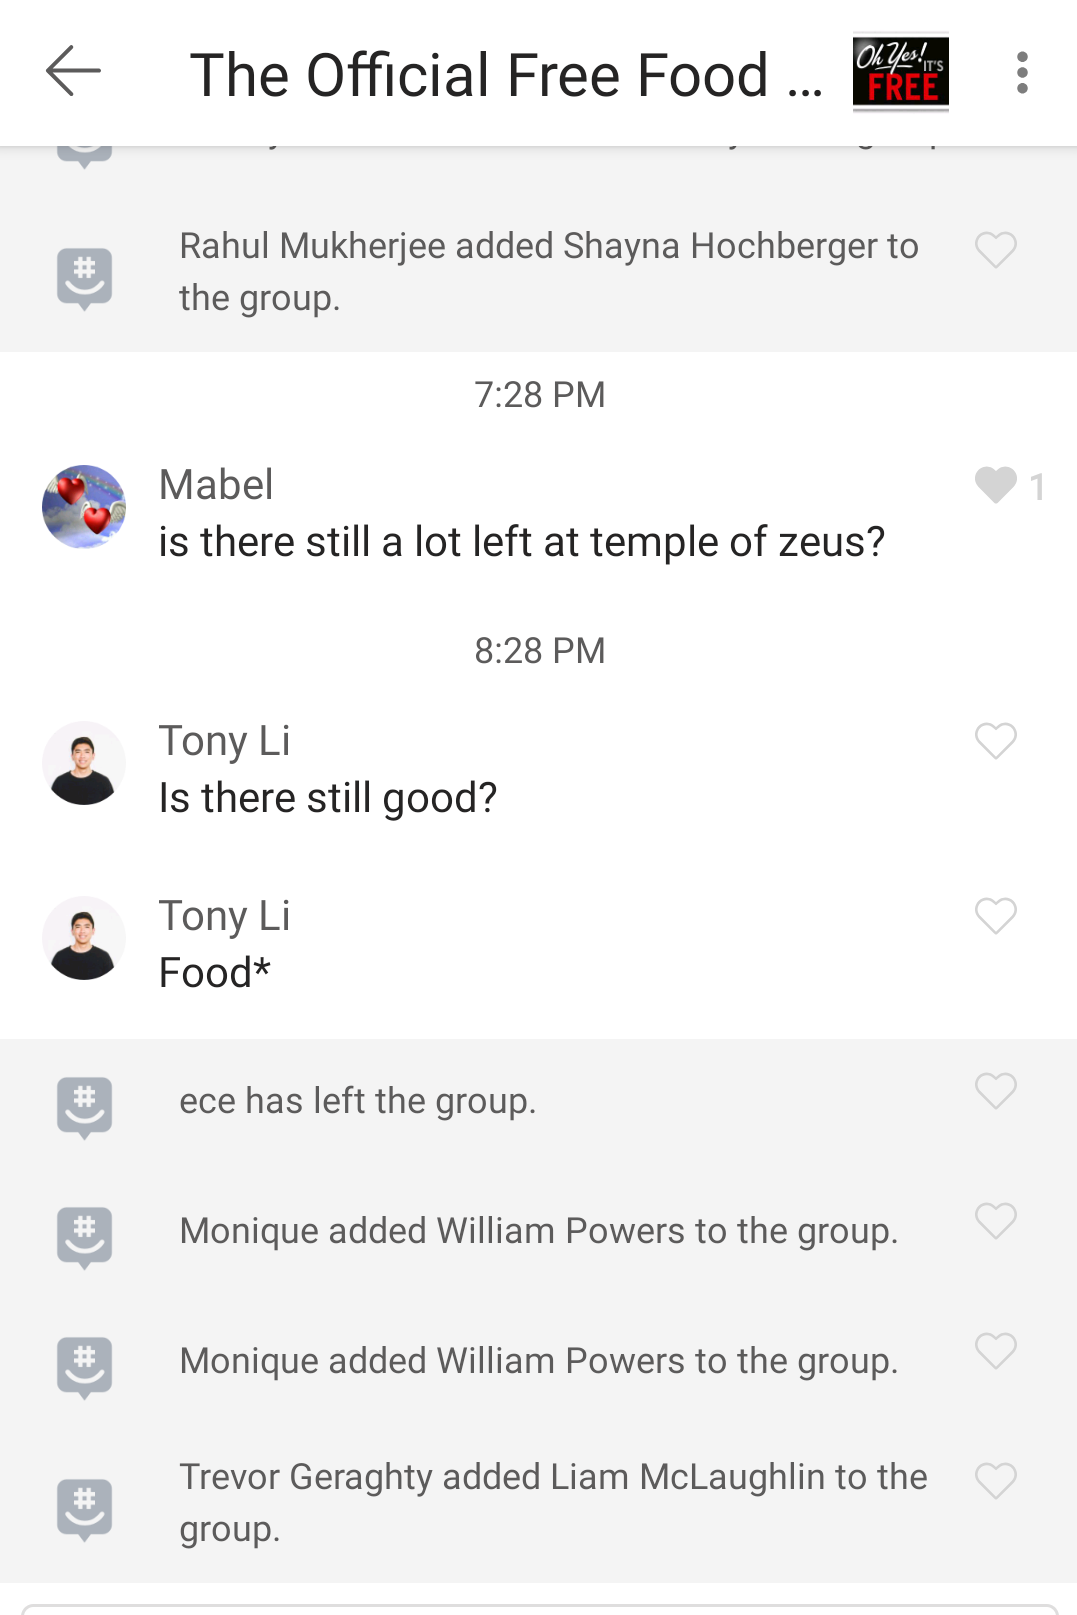 The Official Free Food ...
Oh Yes!
IT'S
FREE
Rahul Mukherjee added Shayna Hochberger to
the group.
7:28 PM
Mabel
1
is there still a lot left at temple of zeus?
8:28 PM
Tony Li
Is there still good?
Tony Li
Food*
ece has left the group.
Monique added William Powers to the group.
Monique added William Powers to the group.
Trevor Geraghty added Liam McLaughlin to the
group.